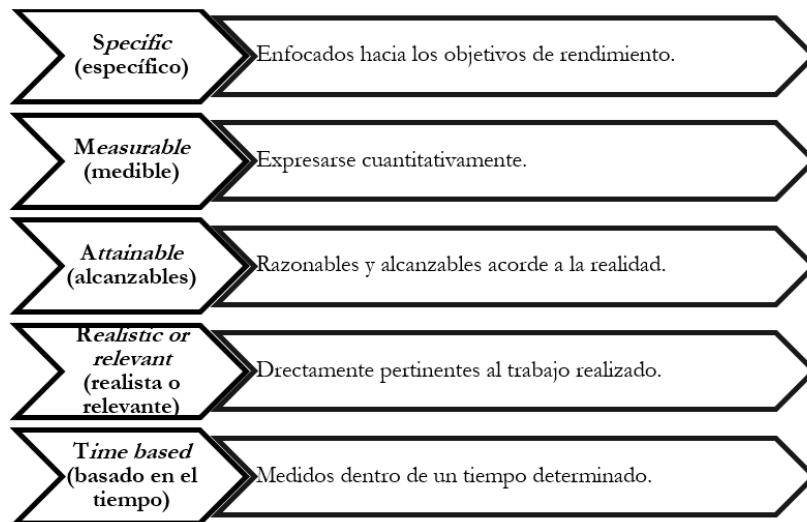 Specific
(específico)
Enfocados hacia los objetivos de rendimiento.
Measurable
(medible)
Expresarse cuantitativamente.
Attainable
(alcanzables)
Razonables y alcanzables acorde a la realidad.
Realistic or
relevant
(realista o
relevante)
Drectamente pertinentes al trabajo realizado.
Time based
(basado en el
tiempo)
Medidos dentro de un tiempo determinado.